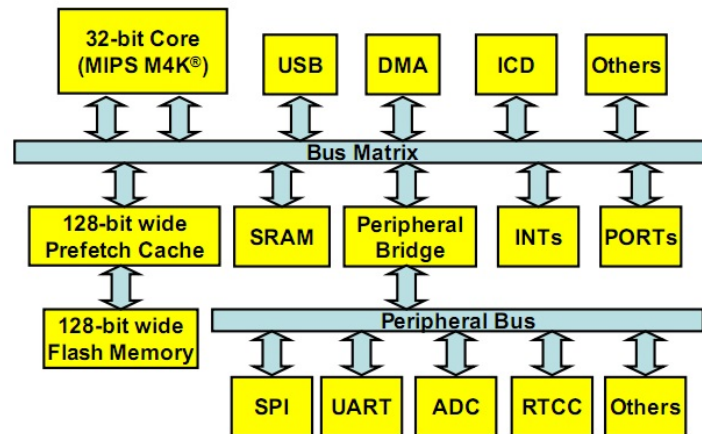 32-bit Core
(MIPS M4K®)
USB
DMA
ICD
Others
Bus Matrix
128-bit wide
Prefetch Cache
SRAM
Peripheral
Bridge
INTs
PORTs
128-bit wide
Flash Memory
Peripheral Bus
SPI
UART
ADC
RTCC
Others